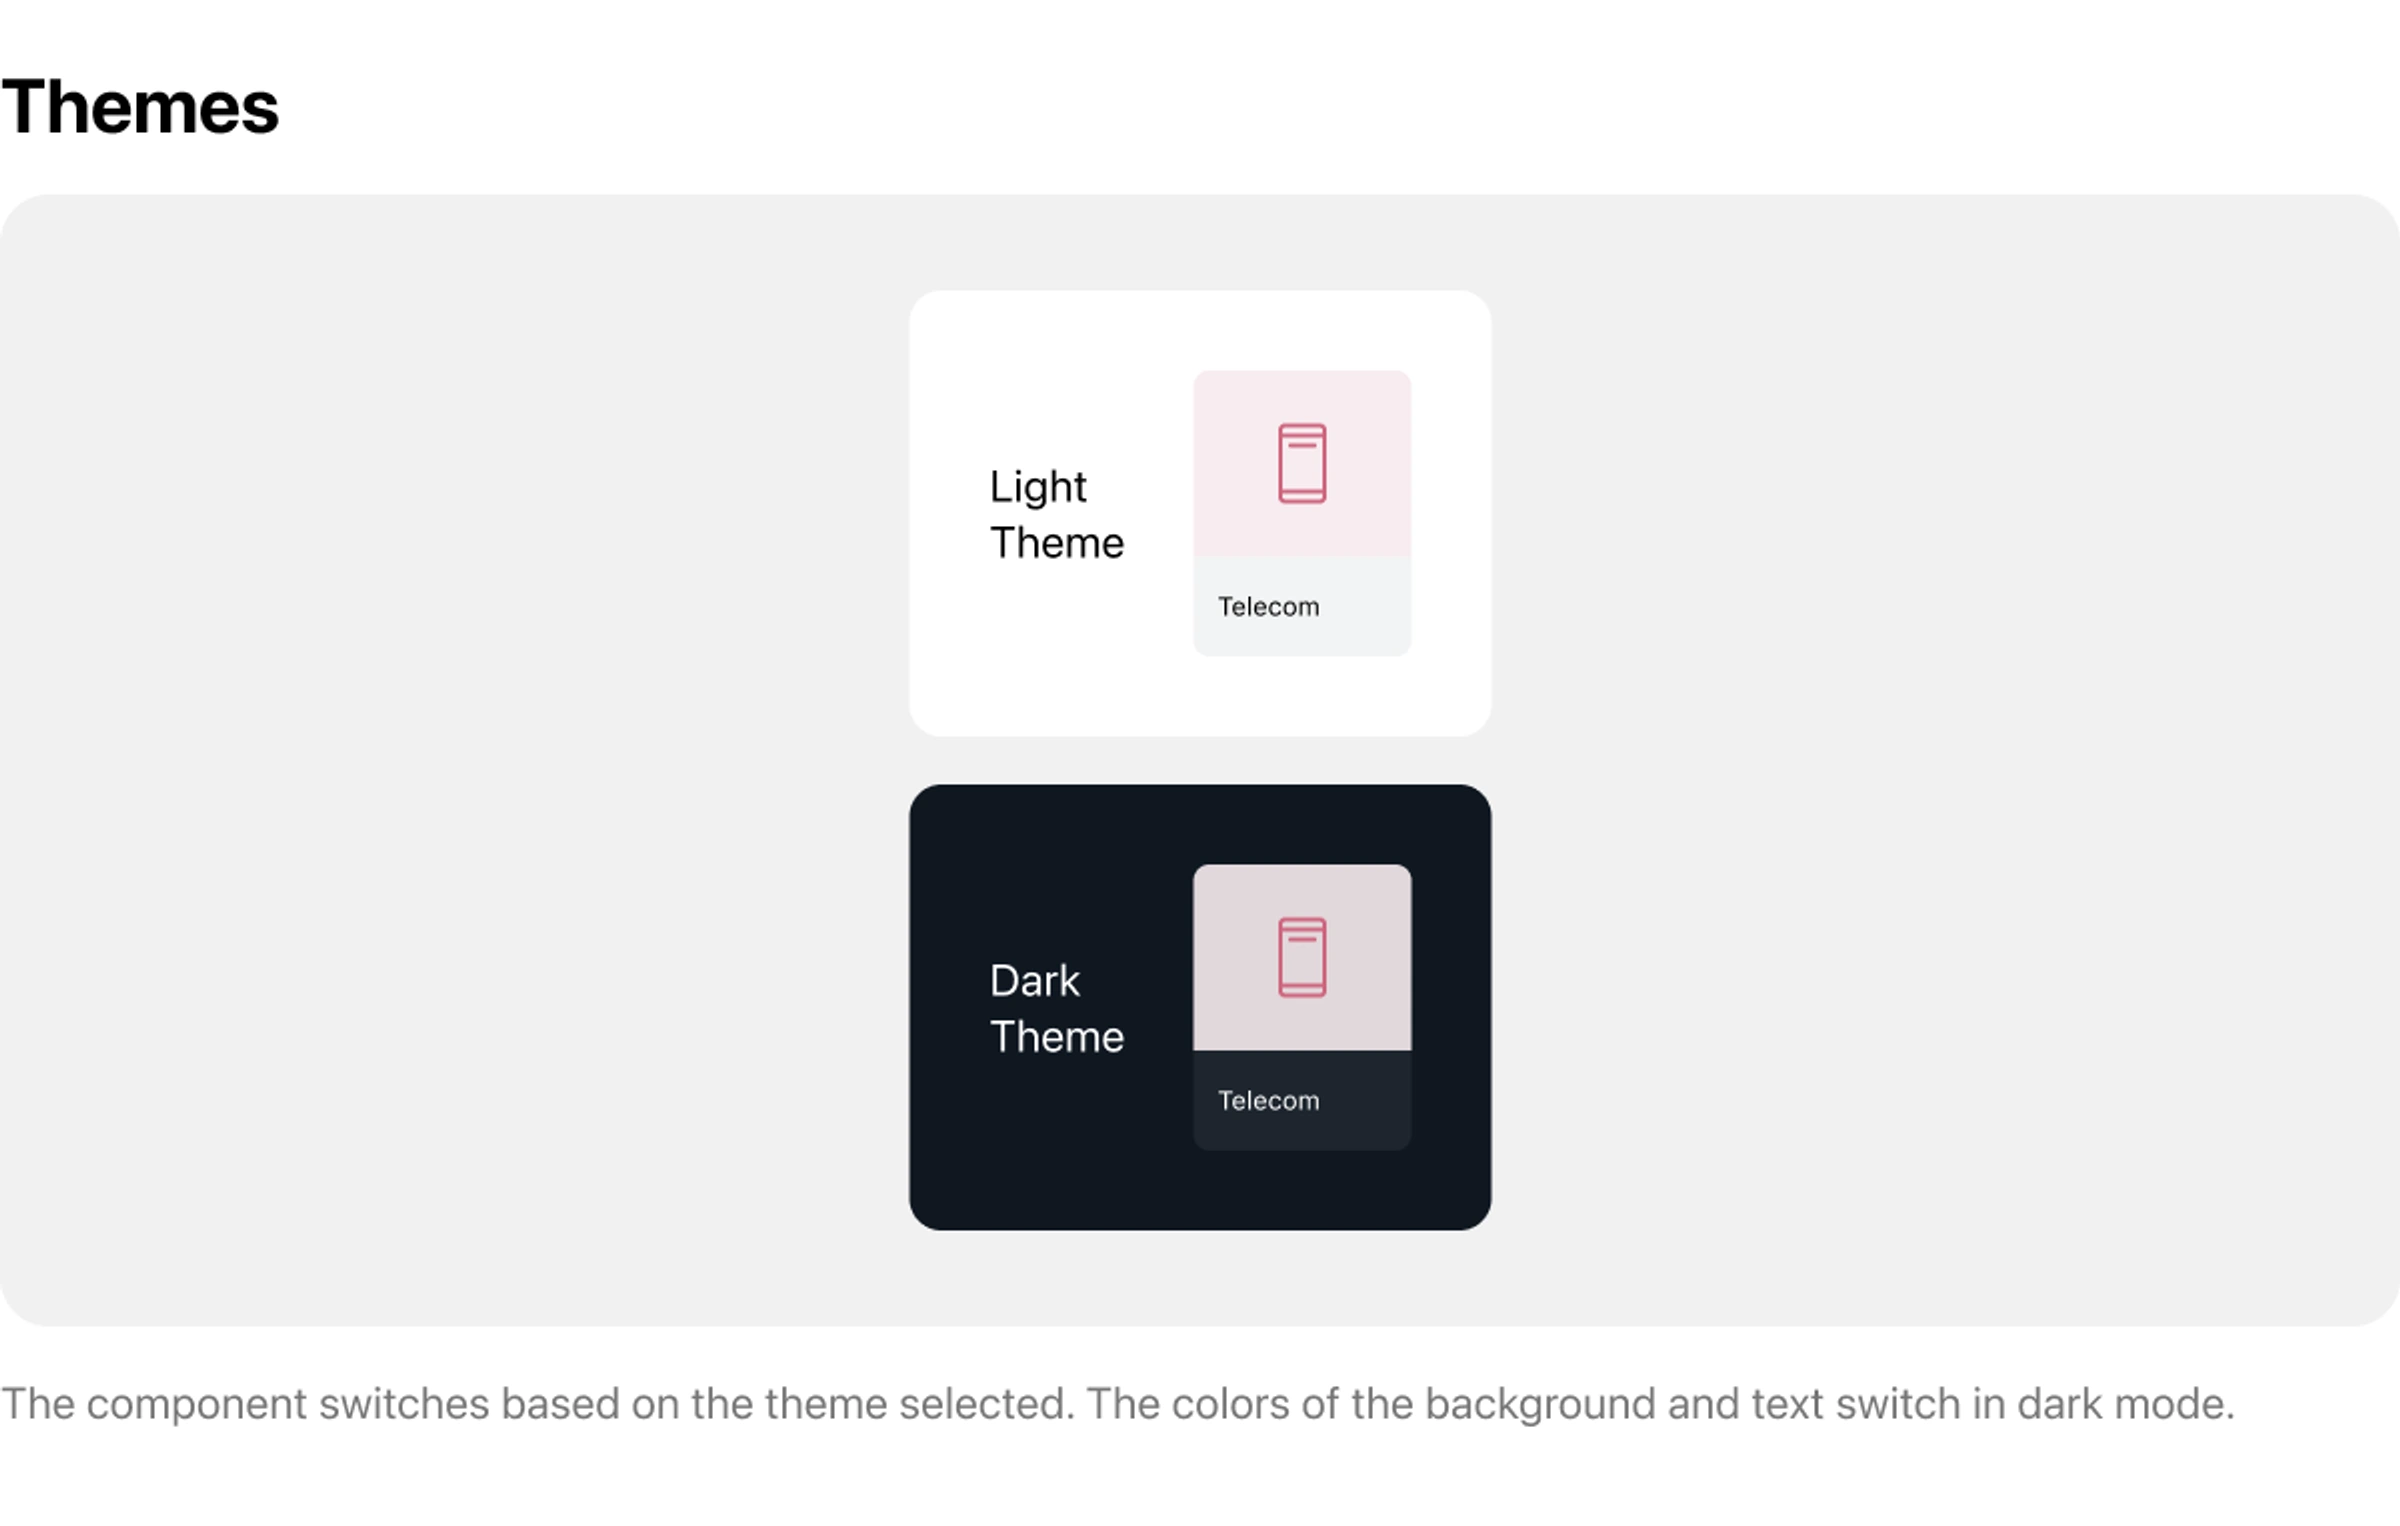 Themes
Light
Theme
Telecom
Dark
Theme
Telecom
The component switches based on the theme selected. The colors of the background and text switch in dark mode.